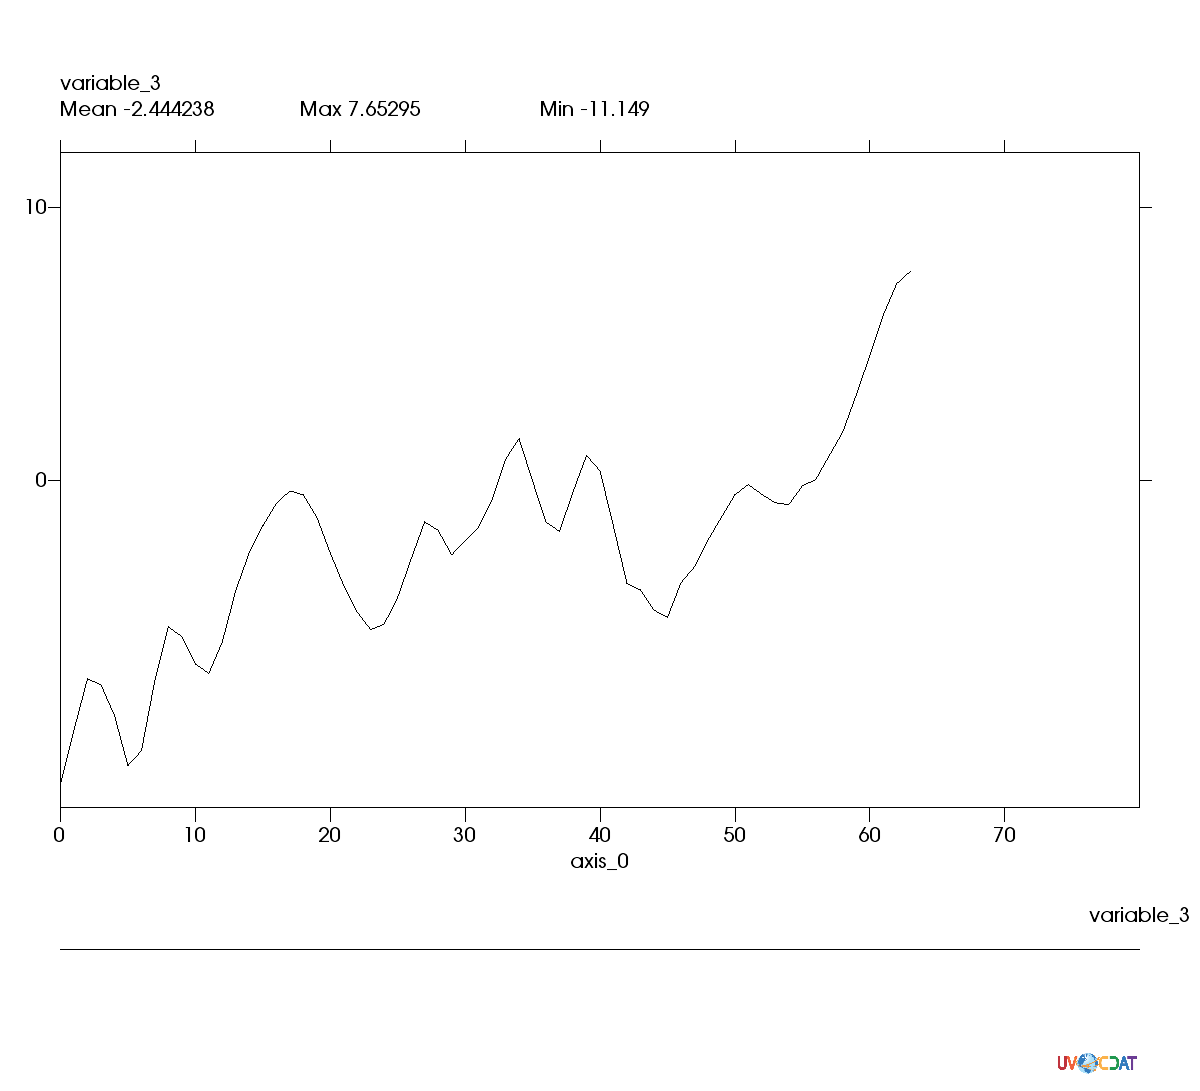 variable_3
Mean -2.444238 Max 7.65295 Min -11.149
10
0
0 10 20 30 40 50 60 70
axis_0
variable_3
UV CDAT